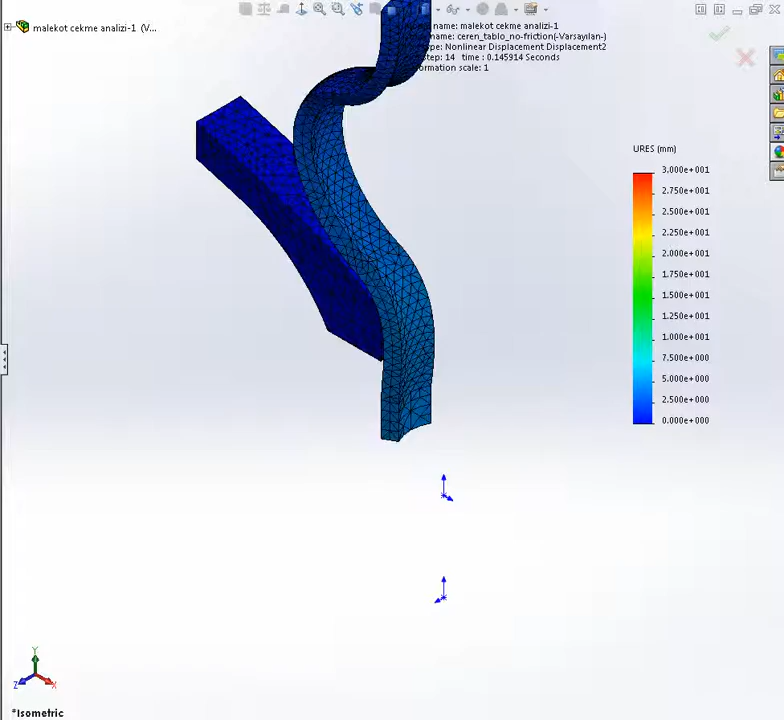 malekot cekme analizi-1 (V...
name: malekot cekme analizi-1
name: ceren_tablo_no-friction(-Varsayılan-)
type: Nonlinear Displacement Displacement2
step: 14 time : 0.145914 Seconds
ormation scale: 1
URES (mm)
3.000e+001
2.750e+001
2.500e+001
2.250e+001
2.000e+001
1.750e+001
1.500e+001
1.250e+001
1.000e+001
7.500e+000
5.000e+000
2.500e+000
0.000e+000
Y
Z
X
*Isometric